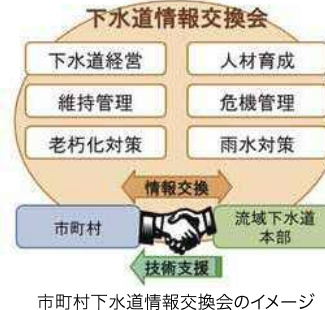 下水道情報交換会
下水道経営 人材育成
維持管理 危機管理
老朽化対策 雨水対策
情報交換
市町村
流域下水道
本部
技術支援
市町村下水道情報交換会のイメージ